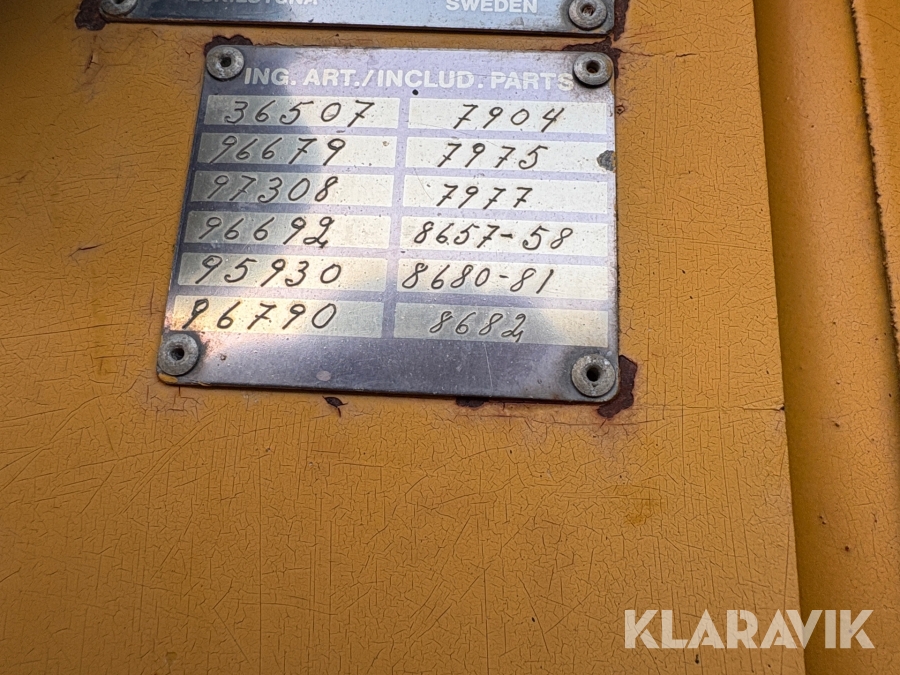 SWEDEN
ING. ART./INCLUD. PARTS
36507 7904
96679 7975
97308 7977
96692 8657-58
95930 8680-81
96790 8682
KLARAVIK